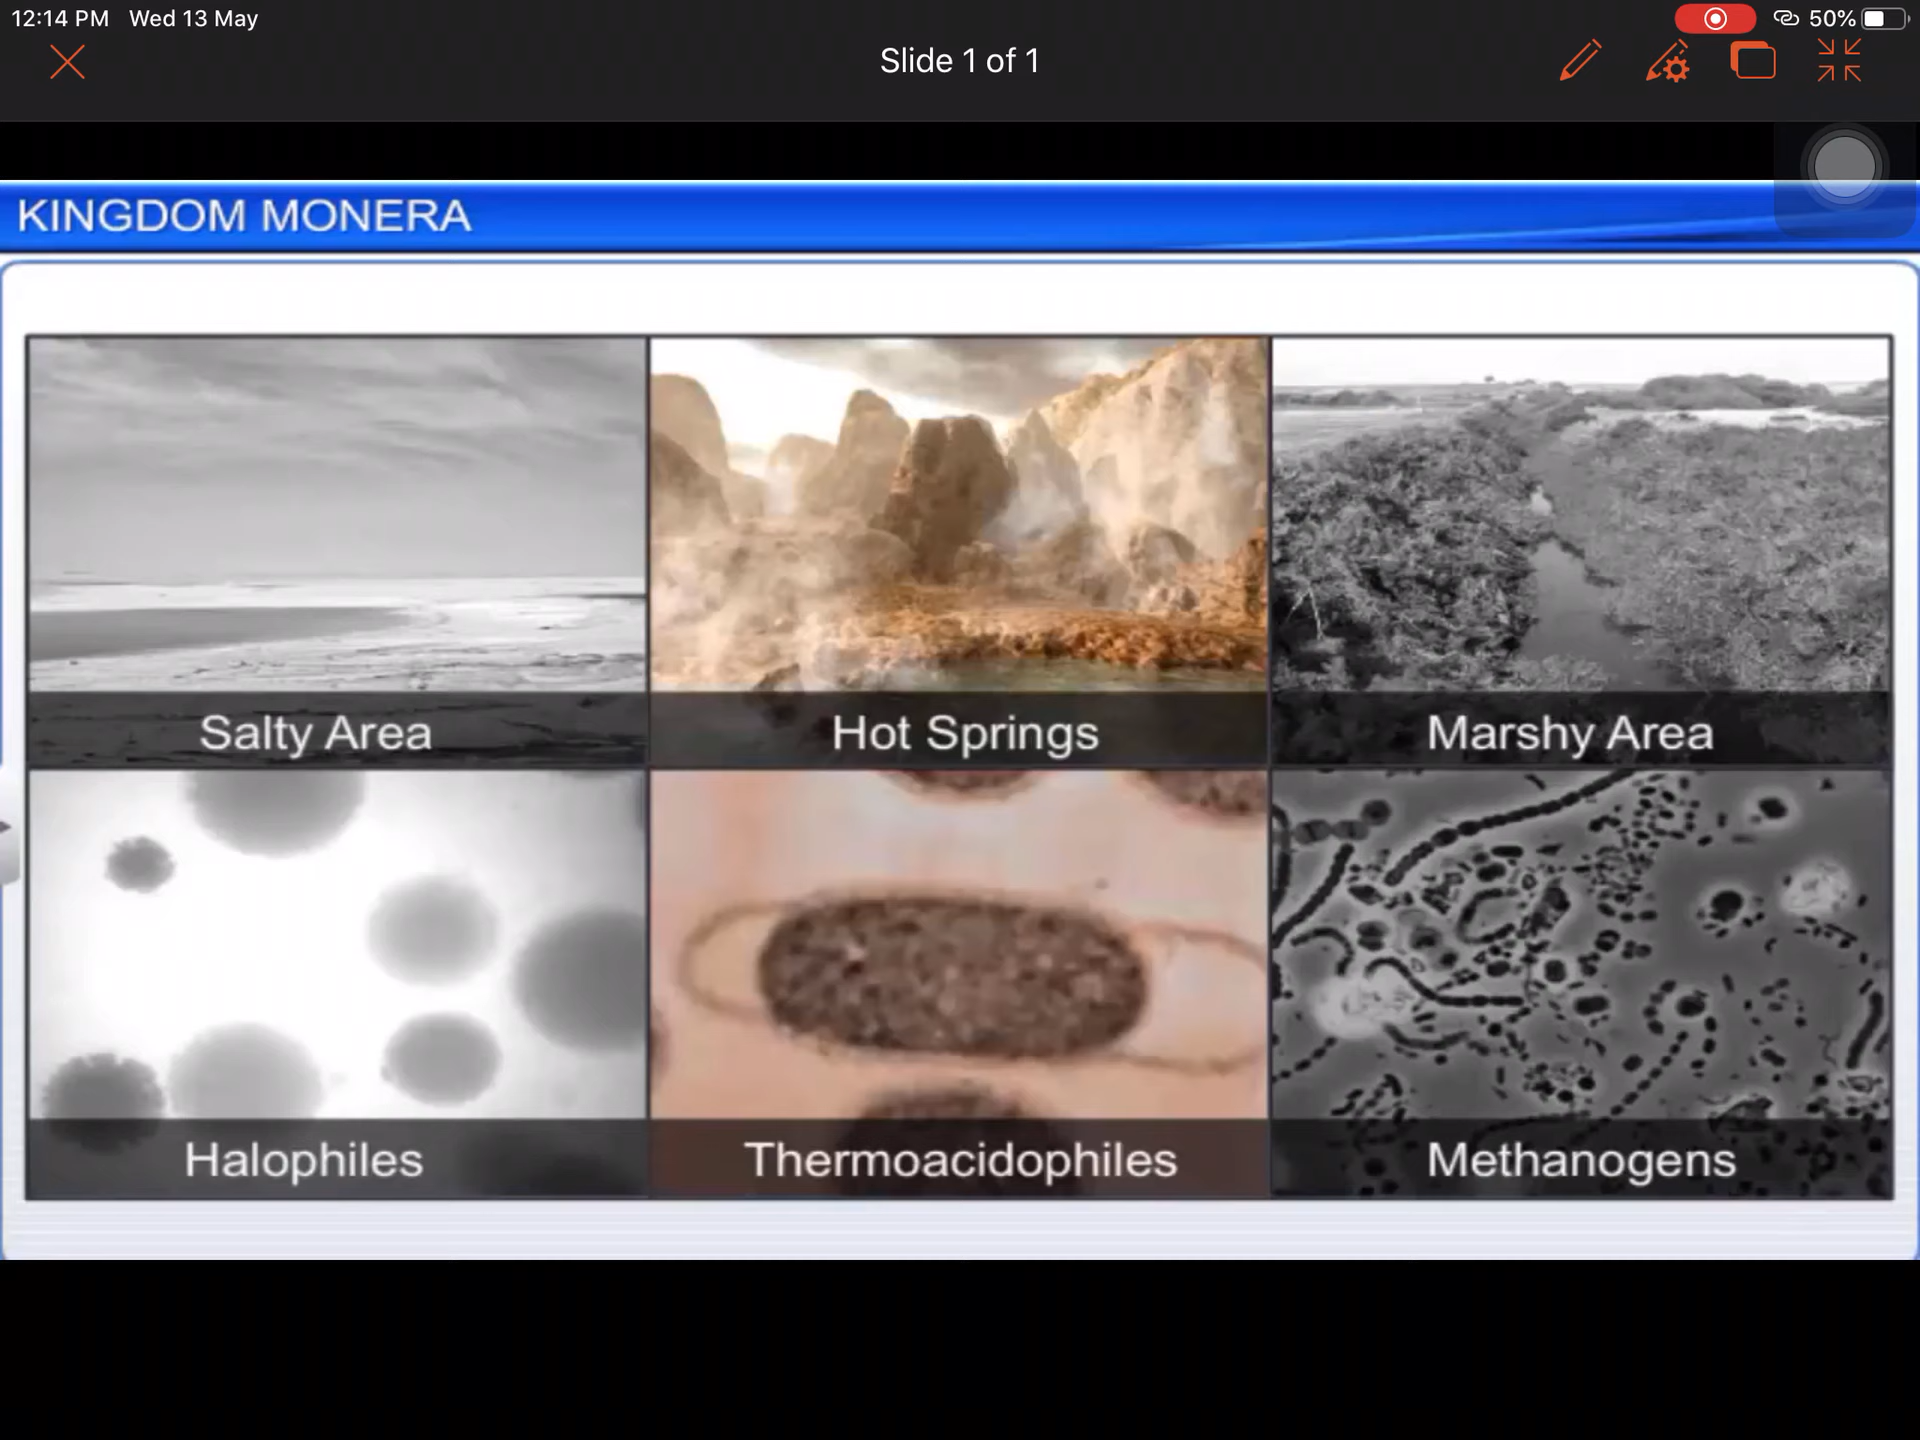 12:14 PM Wed 13 May
50%
Slide 1 of 1
KINGDOM MONERA
Salty Area
Hot Springs
Marshy Area
Halophiles
Thermoacidophiles
Methanogens